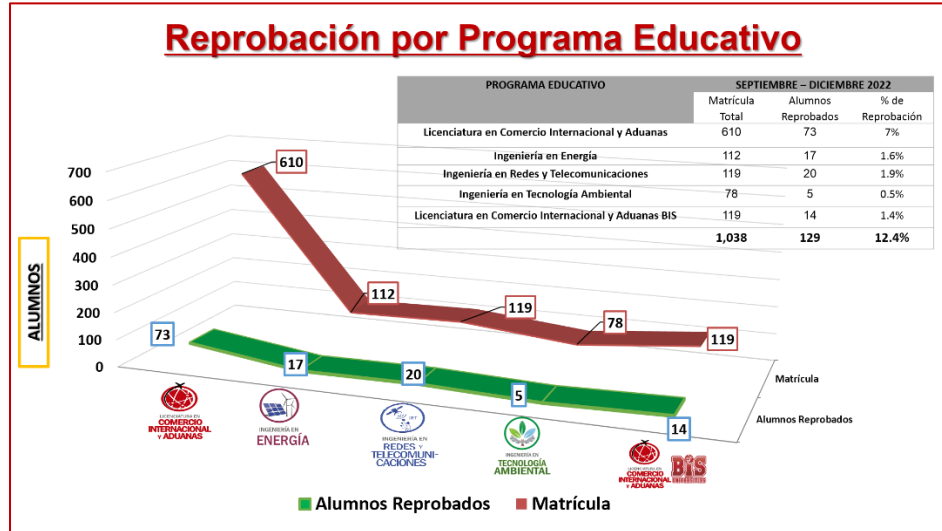 Reprobación por Programa Educativo
PROGRAMA EDUCATIVO SEPTIEMBRE – DICIEMBRE 2022
Matrícula Total Alumnos Reprobados % de Reprobación
Licenciatura en Comercio Internacional y Aduanas 610 73 7%
Ingeniería en Energía 112 17 1.6%
Ingeniería en Redes y Telecomunicaciones 119 20 1.9%
Ingeniería en Tecnología Ambiental 78 5 0.5%
Licenciatura en Comercio Internacional y Aduanas BIS 119 14 1.4%
1,038 129 12.4%
ALUMNOS
700
600
500
400
300
200
100
0
610
112
119
78
119
73
17
20
5
14
Matrícula
Alumnos Reprobados
LICENCIATURA EN
COMERCIO
INTERNACIONAL
Y ADUANAS
INGENIERÍA EN
ENERGÍA
INGENIERÍA EN
REDES Y
TELECOMUNI-
CACIONES
INGENIERÍA EN
TECNOLOGÍA
AMBIENTAL
LICENCIATURA EN
COMERCIO
INTERNACIONAL
Y ADUANAS
BIS
Alumnos Reprobados Matrícula